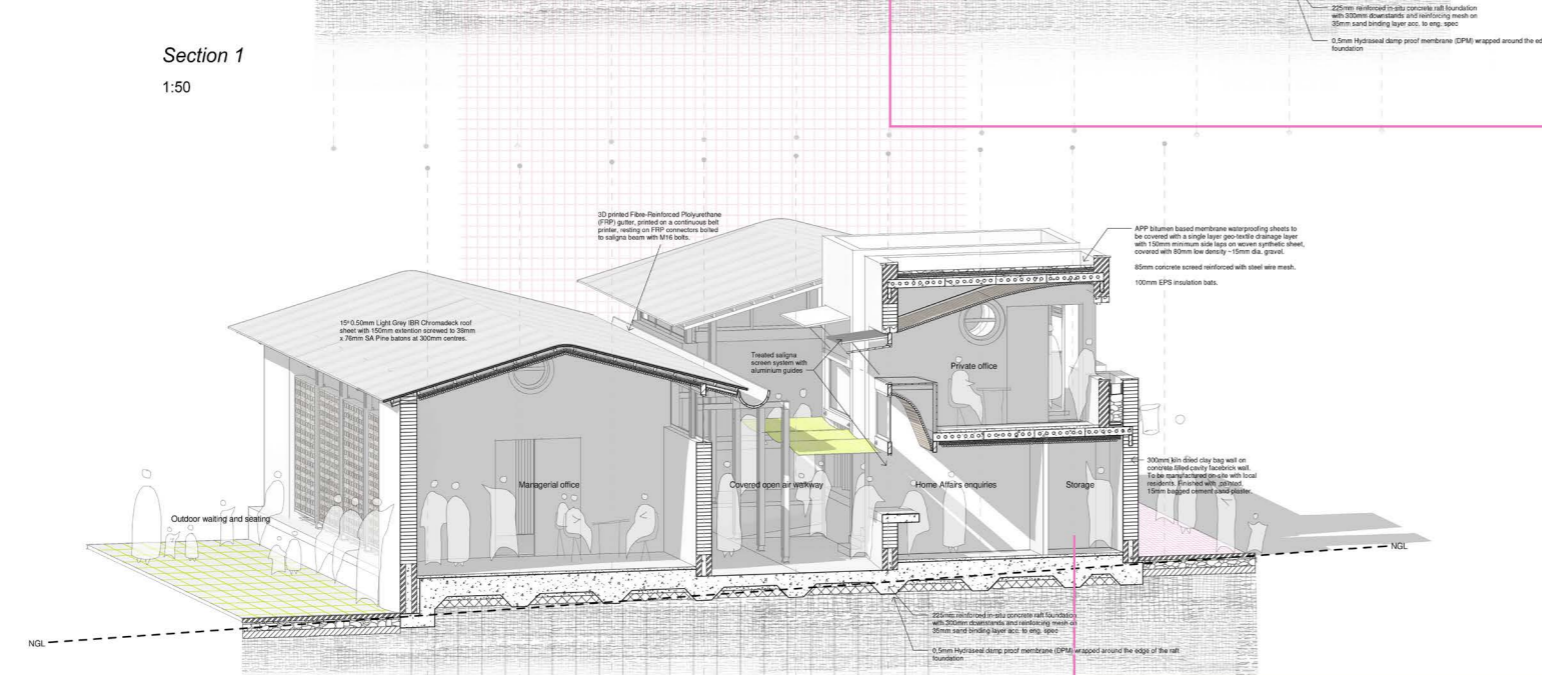 225mm reinforced in-situ concrete raft foundation
with 300mm downstands and reinforcing mesh on
35mm sand binding layer acc. to eng. spec
0,5mm Hydraseal damp proof membrane (DPM) wrapped around the ed
foundation
Section 1
1:50
3D printed Fibre-Reinforced Plolyurethane
(FRP) gutter, printed on a continuous belt
printer, resting on FRP connectors bolted
to saligna beam with M16 bolts.
APP bitumen based membrane waterproofing sheets to
be covered with a single layer geo-textile drainage layer
with 150mm minimum side laps on woven synthetic sheet,
covered with 80mm low density ~15mm dia. gravel.
85mm concrete screed reinforced with steel wire mesh.
100mm EPS insulation bats.
15º 0.50mm Light Grey IBR Chromadeck roof
sheet with 150mm extention screwed to 38mm
x 76mm SA Pine batons at 300mm centres.
Treated saligna
screen system with
aluminium guides
Private office
300mm kiln dried clay bag wall on
concrete filled cavity facebrick wall.
To be manufactured on-site with local
residents. Finished with painted
15mm bagged cement sand plaster.
Managerial office
Covered open air walkway
Home Affairs enquiries
Storage
Outdoor waiting and seating
NGL
NGL
225mm reinforced in-situ concrete raft foundation
with 300mm downstands and reinforcing mesh on
35mm sand binding layer acc. to eng. spec
0,5mm Hydraseal damp proof membrane (DPM) wrapped around the edge of the raft
foundation